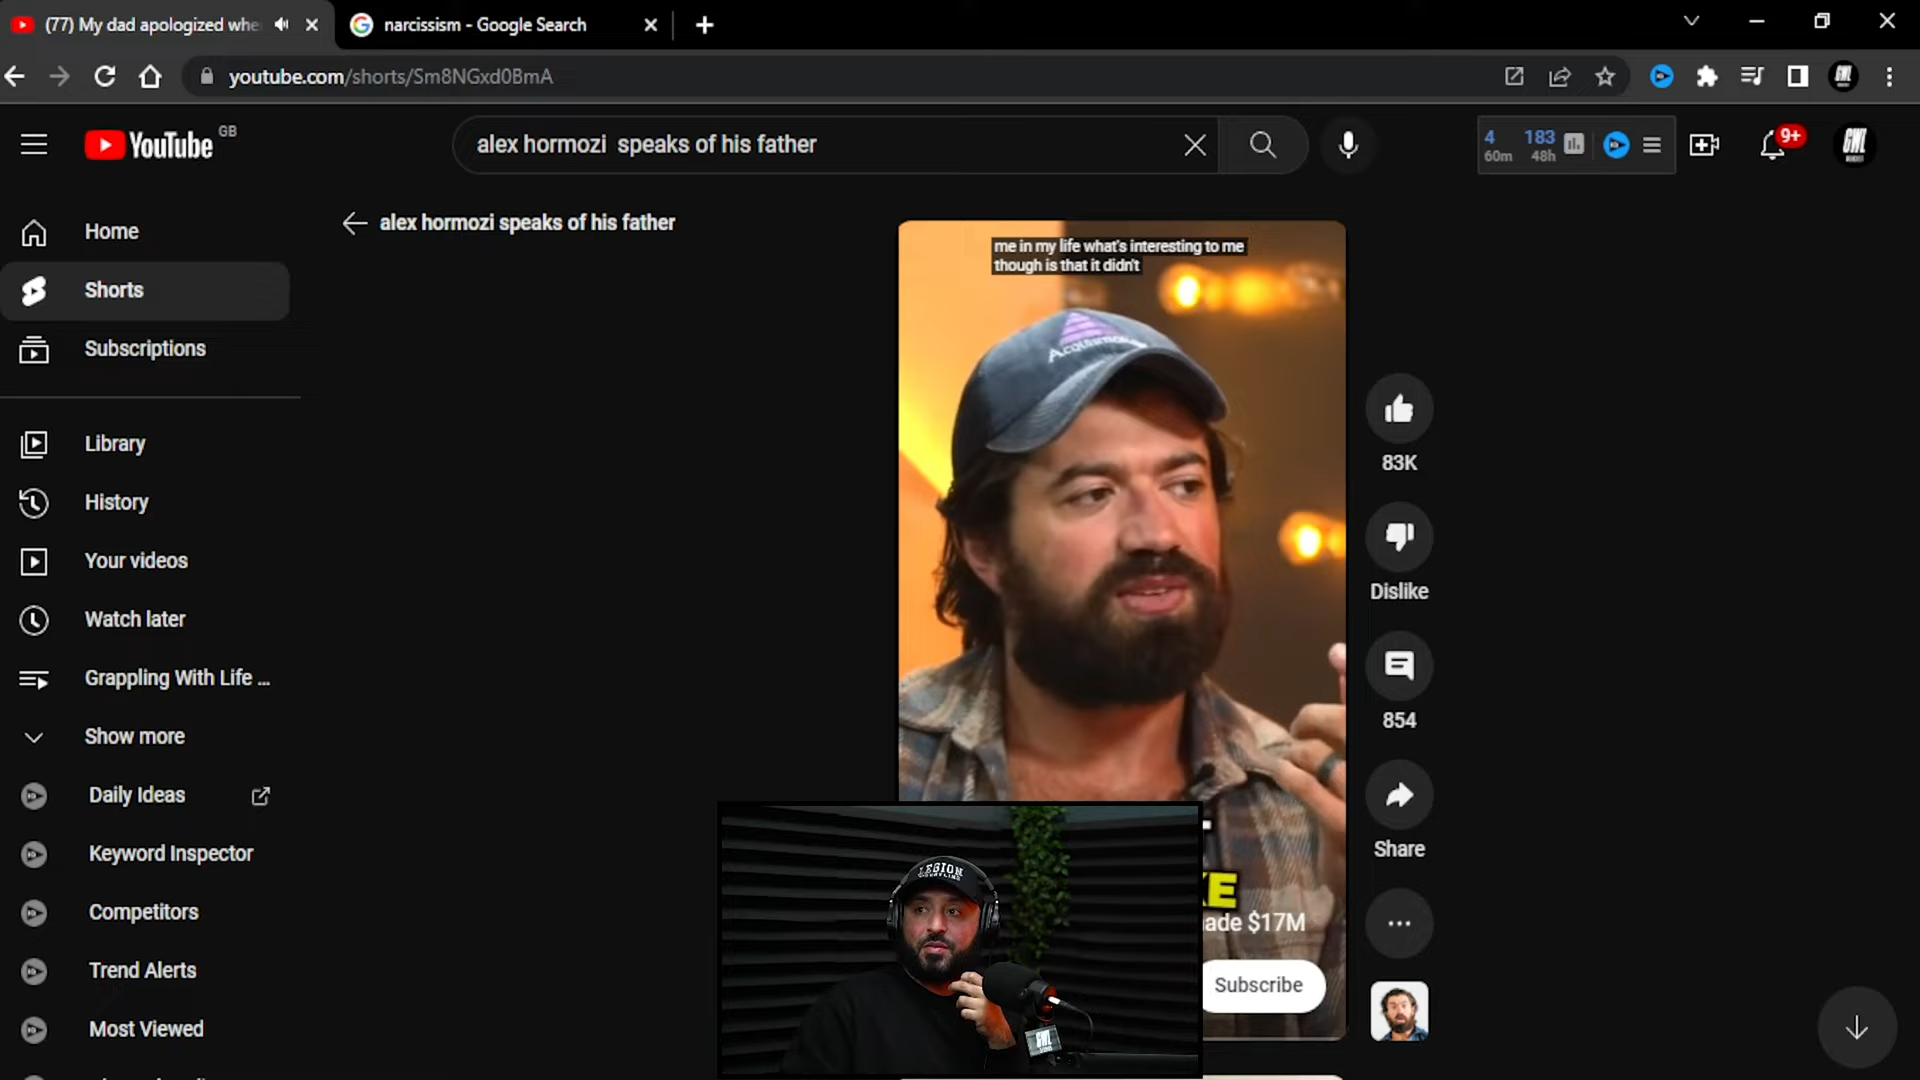 (77) My dad apologized whe
narcissism - Google Search
youtube.com/shorts/Sm8NGxd0BmA
YouTube GB
alex hormozi speaks of his father
4 183
60m 48h
9+
GWL
Home
Shorts
Subscriptions
Library
History
Your videos
Watch later
Grappling With Life ...
Show more
Daily Ideas
Keyword Inspector
Competitors
Trend Alerts
Most Viewed
alex hormozi speaks of his father
me in my life what's interesting to me
though is that it didn't
83K
Dislike
854
Share
ade $17M
Subscribe
LEGION
GWL